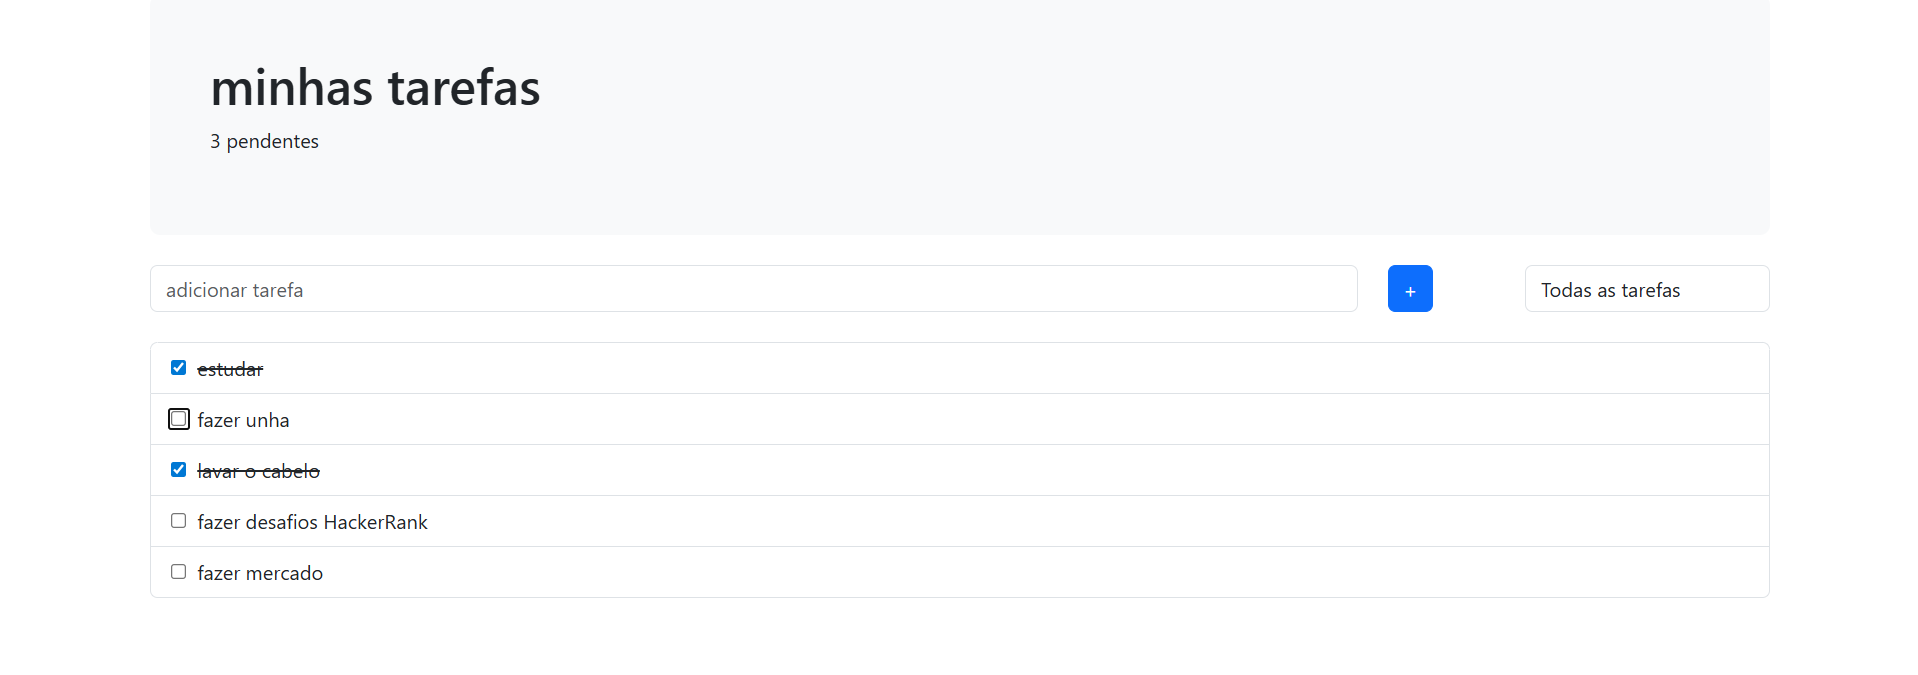 minhas tarefas
3 pendentes
adicionar tarefa
+
Todas as tarefas
estudar
fazer unha
lavar o cabelo
fazer desafios HackerRank
fazer mercado